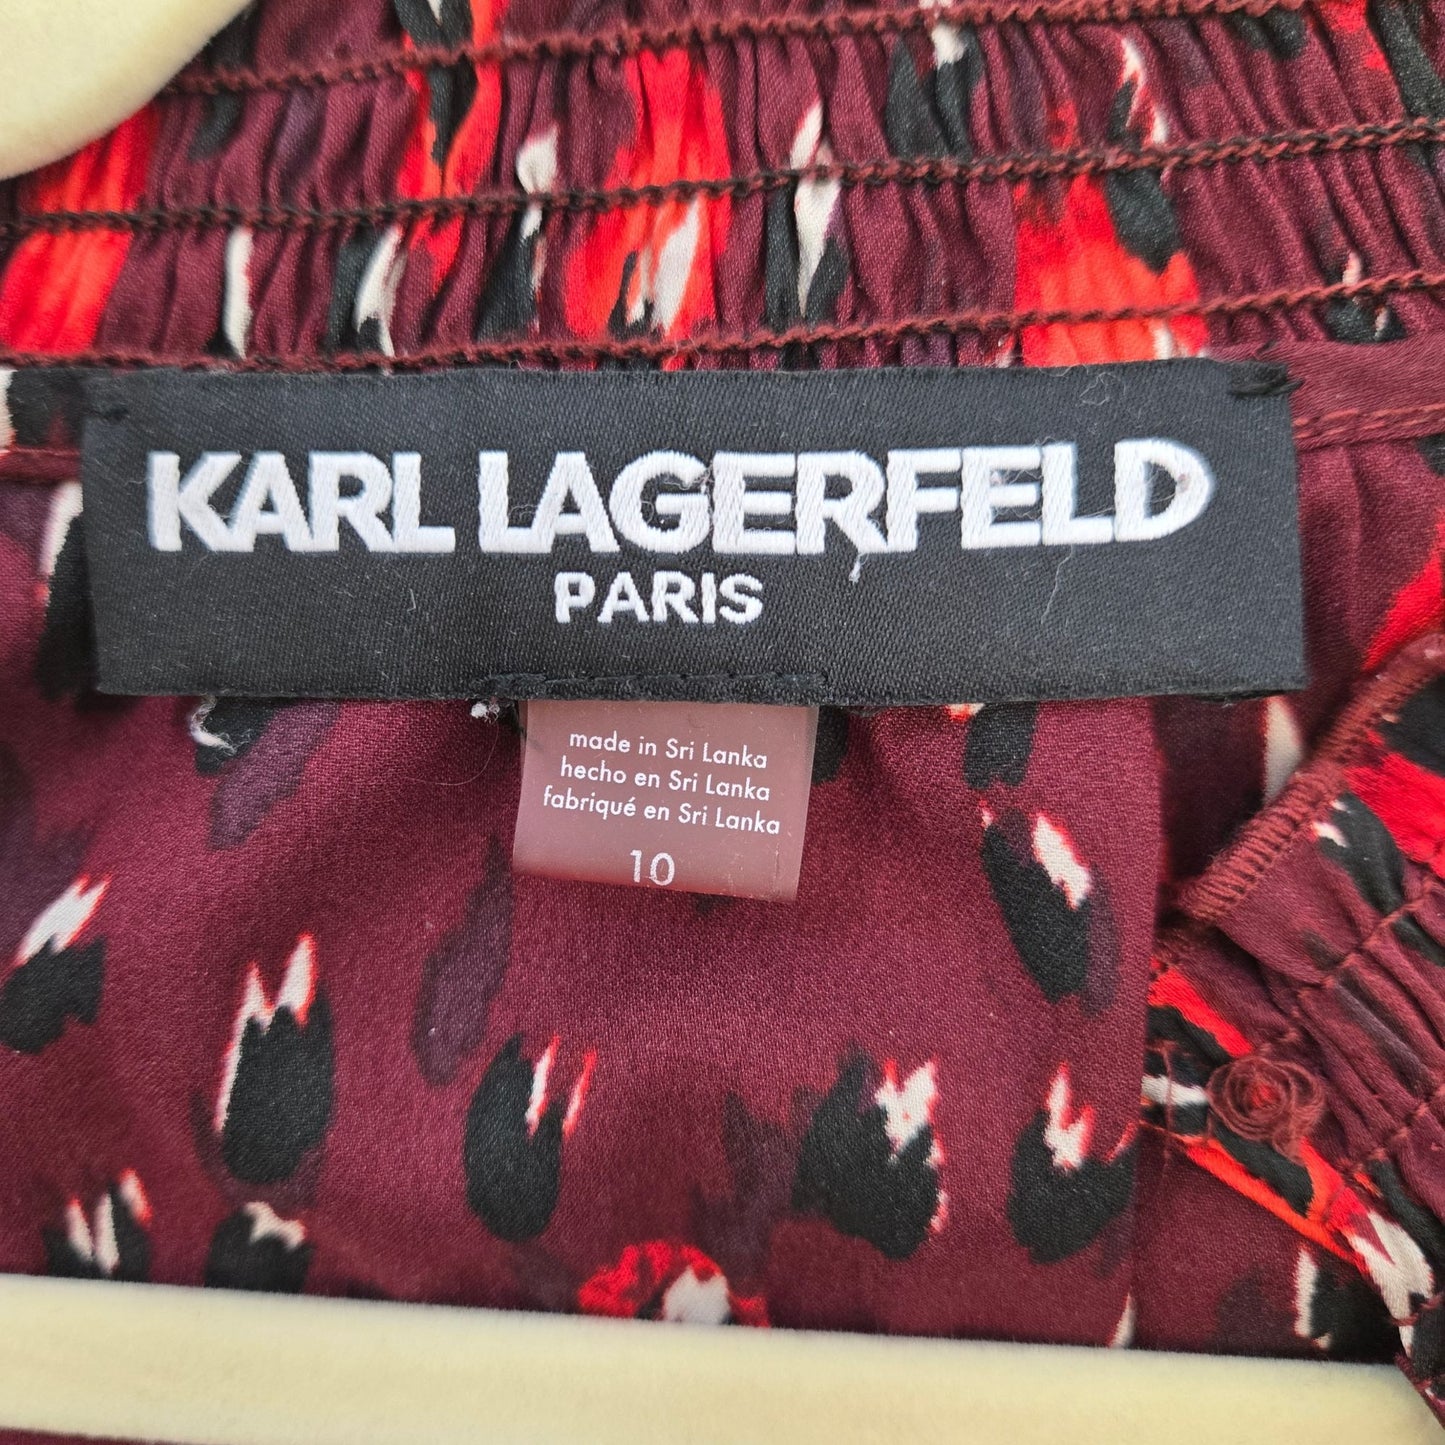 KARL LAGERFELD
PARIS
made in Sri Lanka
hecho en Sri Lanka
fabriqué en Sri Lanka
10